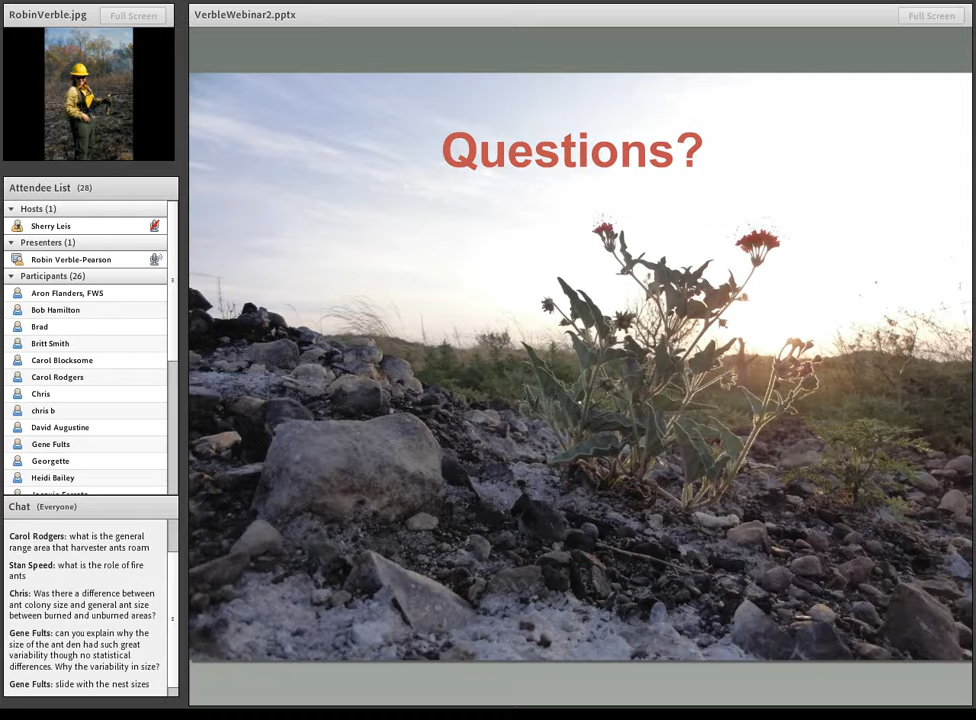 RobinVerble.jpg
Full Screen
VerbleWebinar2.pptx
Full Screen
Questions?
Attendee List (28)
Hosts (1)
Sherry Leis
Presenters (1)
Robin Verble-Pearson
Participants (26)
Aron Flanders, FWS
Bob Hamilton
Brad
Britt Smith
Carol Blocksome
Carol Rodgers
Chris
chris b
David Augustine
Gene Fults
Georgette
Heidi Bailey
Chat (Everyone)
Carol Rodgers: what is the general
range area that harvester ants roam
Stan Speed: what is the role of fire
ants
Chris: Was there a difference between
ant colony size and general ant size
between burned and unburned areas?
Gene Fults: can you explain why the
size of the ant den had such great
variability though no statistical
differences. Why the variability in size?
Gene Fults: slide with the nest sizes